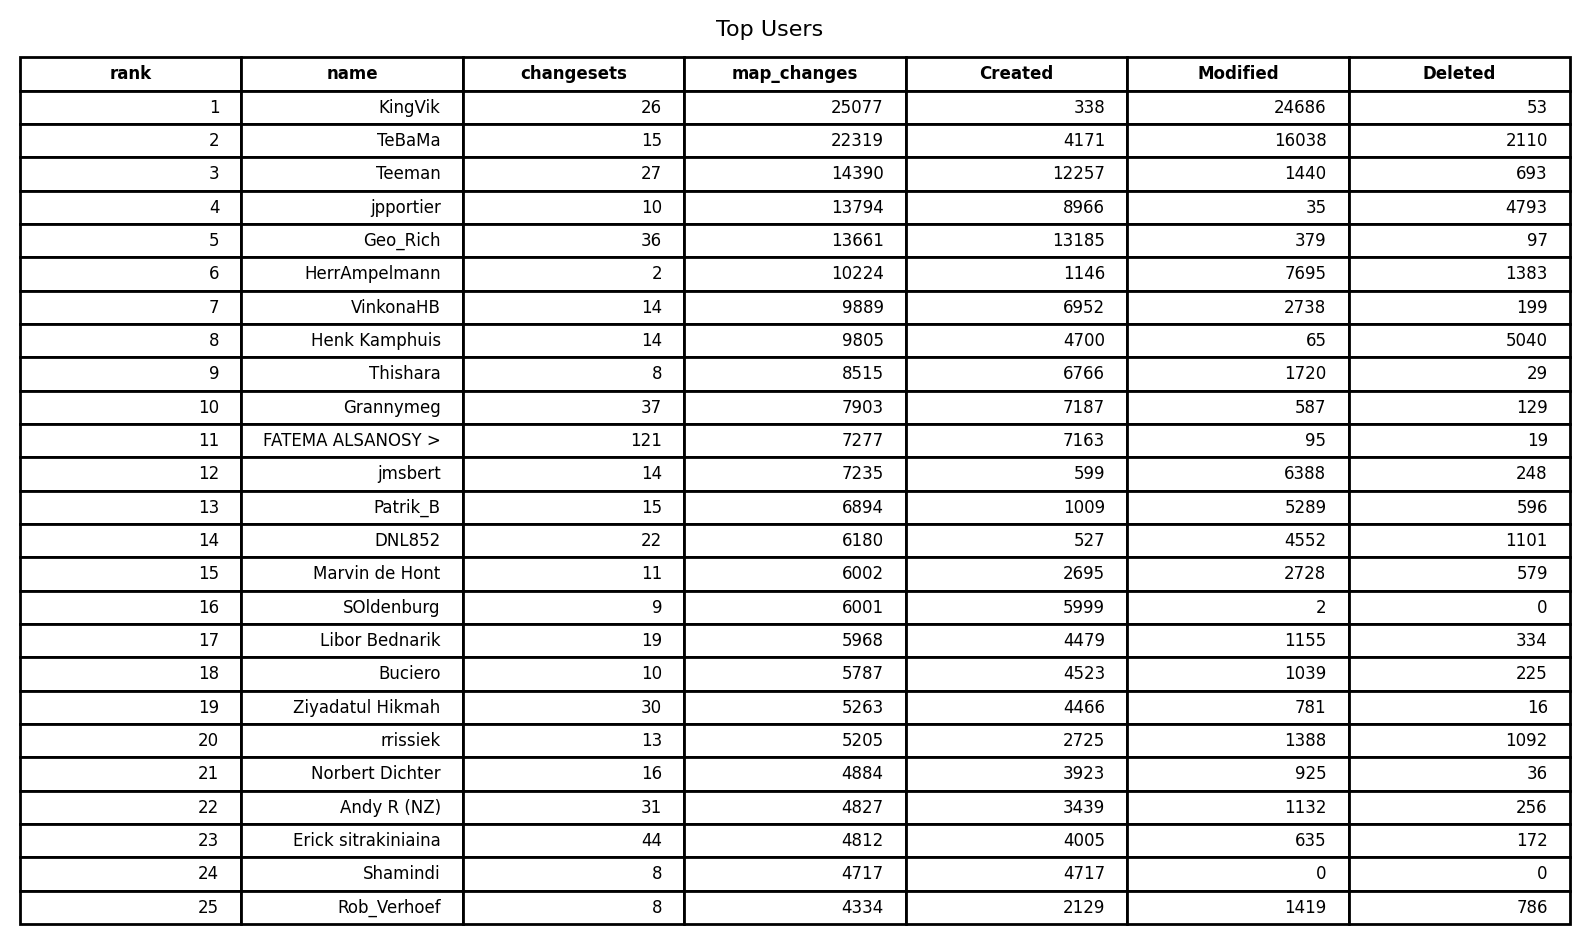 Top Users
rank name changesets map_changes Created Modified Deleted
1 KingVik 26 25077 338 24686 53
2 TeBaMa 15 22319 4171 16038 2110
3 Teeman 27 14390 12257 1440 693
4 jpportier 10 13794 8966 35 4793
5 Geo_Rich 36 13661 13185 379 97
6 HerrAmpelmann 2 10224 1146 7695 1383
7 VinkonaHB 14 9889 6952 2738 199
8 Henk Kamphuis 14 9805 4700 65 5040
9 Thishara 8 8515 6766 1720 29
10 Grannymeg 37 7903 7187 587 129
11 FATEMA ALSANOSY > 121 7277 7163 95 19
12 jmsbert 14 7235 599 6388 248
13 Patrik_B 15 6894 1009 5289 596
14 DNL852 22 6180 527 4552 1101
15 Marvin de Hont 11 6002 2695 2728 579
16 SOldenburg 9 6001 5999 2 0
17 Libor Bednarik 19 5968 4479 1155 334
18 Buciero 10 5787 4523 1039 225
19 Ziyadatul Hikmah 30 5263 4466 781 16
20 rrissiek 13 5205 2725 1388 1092
21 Norbert Dichter 16 4884 3923 925 36
22 Andy R (NZ) 31 4827 3439 1132 256
23 Erick sitrakiniaina 44 4812 4005 635 172
24 Shamindi 8 4717 4717 0 0
25 Rob_Verhoef 8 4334 2129 1419 786